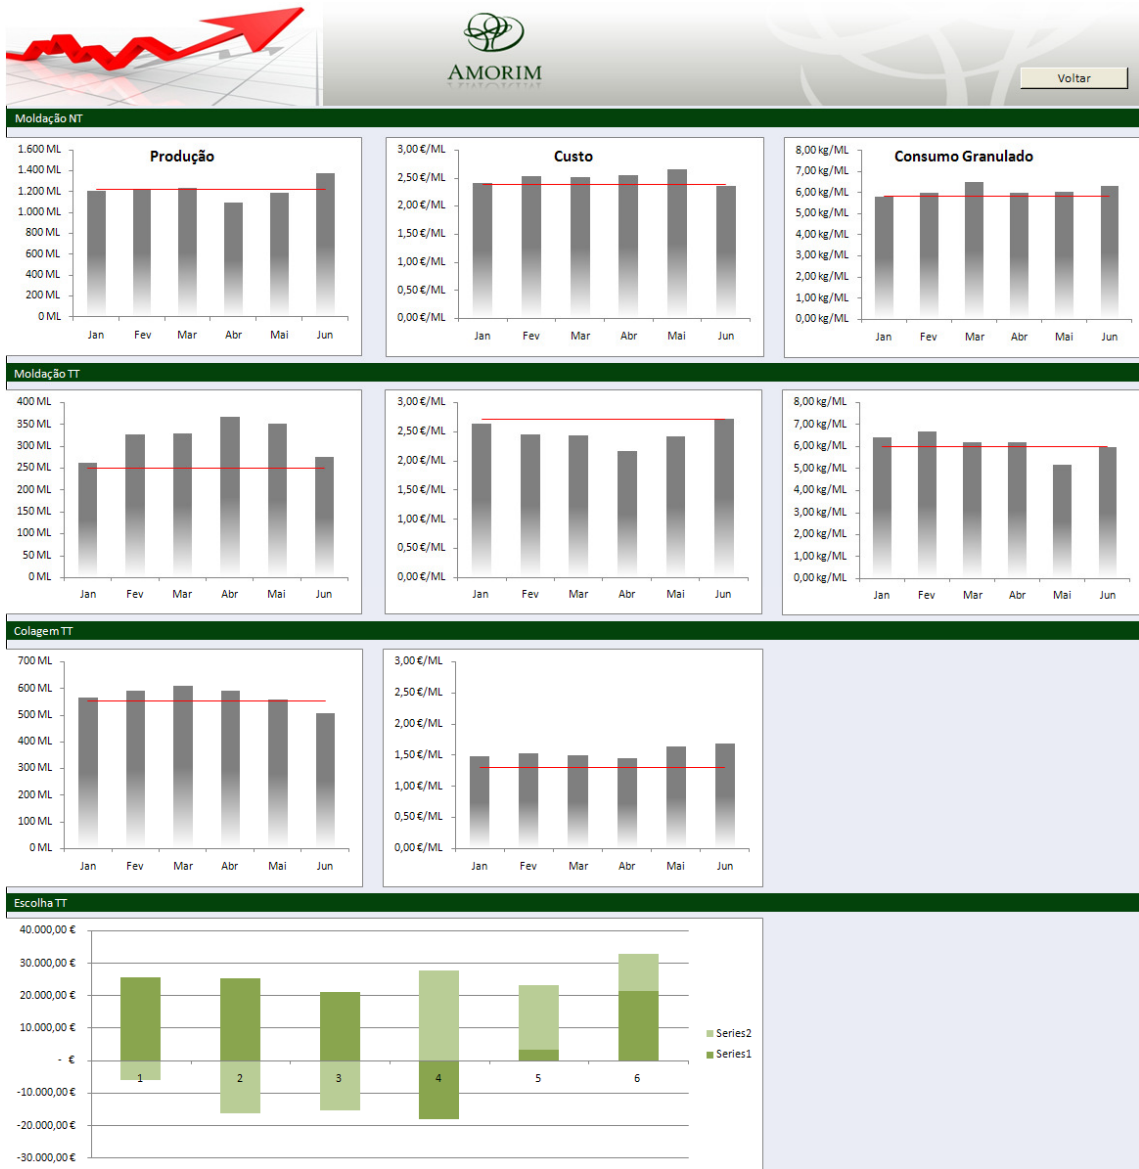 AMORIM
Voltar
Moldação NT
Produção
1.600 ML
1.400 ML
1.200 ML
1.000 ML
800 ML
600 ML
400 ML
200 ML
0 ML
Jan Fev Mar Abr Mai Jun
Custo
3,00 €/ML
2,50 €/ML
2,00 €/ML
1,50 €/ML
1,00 €/ML
0,50 €/ML
0,00 €/ML
Jan Fev Mar Abr Mai Jun
Consumo Granulado
8,00 kg/ML
7,00 kg/ML
6,00 kg/ML
5,00 kg/ML
4,00 kg/ML
3,00 kg/ML
2,00 kg/ML
1,00 kg/ML
0,00 kg/ML
Jan Fev Mar Abr Mai Jun
Moldação TT
400 ML
350 ML
300 ML
250 ML
200 ML
150 ML
100 ML
50 ML
0 ML
Jan Fev Mar Abr Mai Jun
3,00 €/ML
2,50 €/ML
2,00 €/ML
1,50 €/ML
1,00 €/ML
0,50 €/ML
0,00 €/ML
Jan Fev Mar Abr Mai Jun
8,00 kg/ML
7,00 kg/ML
6,00 kg/ML
5,00 kg/ML
4,00 kg/ML
3,00 kg/ML
2,00 kg/ML
1,00 kg/ML
0,00 kg/ML
Jan Fev Mar Abr Mai Jun
Colagem TT
700 ML
600 ML
500 ML
400 ML
300 ML
200 ML
100 ML
0 ML
Jan Fev Mar Abr Mai Jun
3,00 €/ML
2,50 €/ML
2,00 €/ML
1,50 €/ML
1,00 €/ML
0,50 €/ML
0,00 €/ML
Jan Fev Mar Abr Mai Jun
Escolha TT
40.000,00 €
30.000,00 €
20.000,00 €
10.000,00 €
- €
-10.000,00 €
-20.000,00 €
-30.000,00 €
1 2 3 4 5 6
Series2
Series1